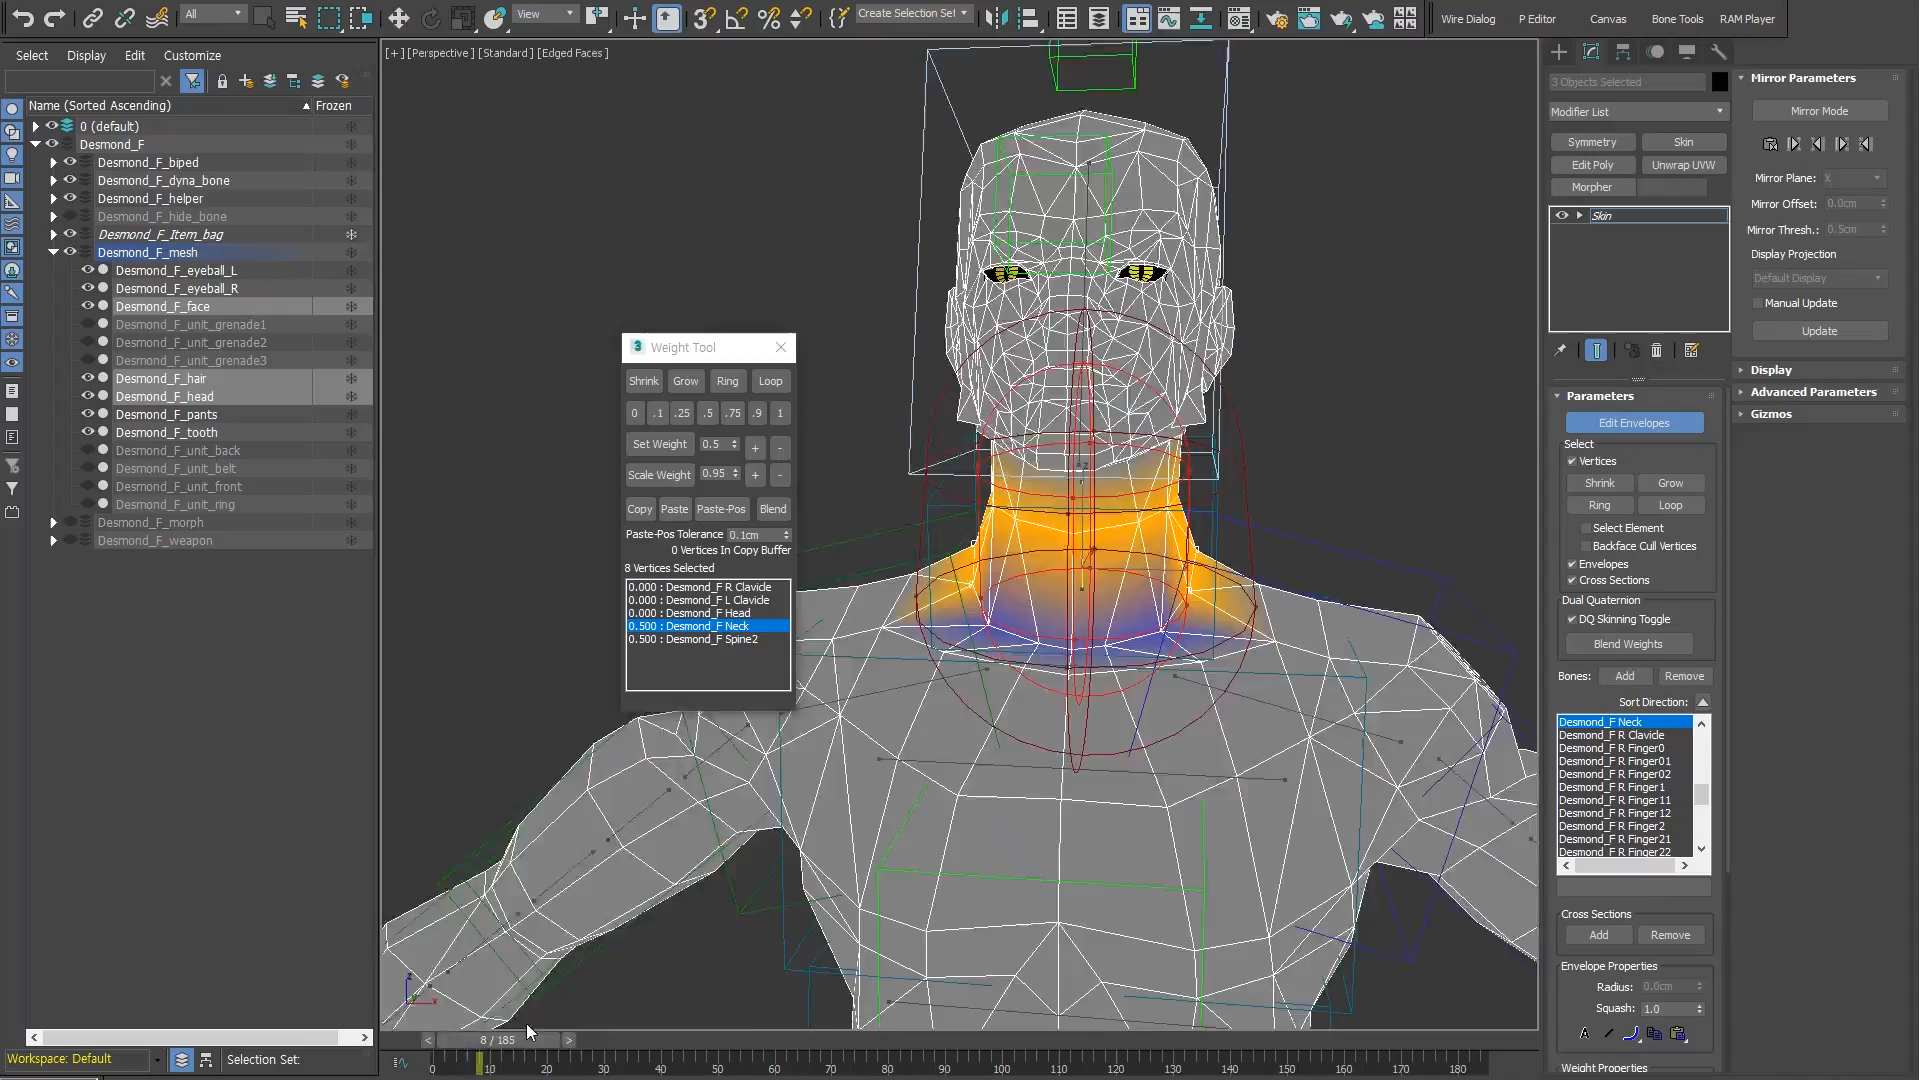 All
View
3
Create Selection Set
Wire Dialog
P Editor
Canvas
Bone Tools
RAM Player
Select
Display
Edit
Customize
[+] [Perspective] [Standard] [Edged Faces]
Name (Sorted Ascending)
Frozen
0 (default)
Desmond_F
Desmond_F_biped
Desmond_F_dyna_bone
Desmond_F_helper
Desmond_F_hide_bone
Desmond_F_Item_bag
Desmond_F_mesh
Desmond_F_eyeball_L
Desmond_F_eyeball_R
Desmond_F_face
Desmond_F_unit_grenade1
Desmond_F_unit_grenade2
Desmond_F_unit_grenade3
Desmond_F_hair
Desmond_F_head
Desmond_F_pants
Desmond_F_tooth
Desmond_F_unit_back
Desmond_F_unit_belt
Desmond_F_unit_front
Desmond_F_unit_ring
Desmond_F_morph
Desmond_F_weapon
3 Weight Tool
Shrink Grow Ring Loop
0 .1 .25 .5 .75 .9 1
Set Weight 0.5 + -
Scale Weight 0.95 + -
Copy Paste Paste-Pos Blend
Paste-Pos Tolerance 0.1cm
0 Vertices In Copy Buffer
8 Vertices Selected
0.000 : Desmond_F R Clavicle
0.000 : Desmond_F L Clavicle
0.000 : Desmond_F Head
0.500 : Desmond_F Neck
0.500 : Desmond_F Spine2
3 Objects Selected
Modifier List
Symmetry Skin
Edit Poly Unwrap UVW
Morpher
Skin
Parameters
Edit Envelopes
Select
Vertices
Shrink Grow
Ring Loop
Select Element
Backface Cull Vertices
Envelopes
Cross Sections
Dual Quaternion
DQ Skinning Toggle
Blend Weights
Bones: Add Remove
Sort Direction:
Desmond_F Neck
Desmond_F R Clavicle
Desmond_F R Finger0
Desmond_F R Finger01
Desmond_F R Finger02
Desmond_F R Finger1
Desmond_F R Finger11
Desmond_F R Finger12
Desmond_F R Finger2
Desmond_F R Finger21
Desmond_F R Finger22
Cross Sections
Add Remove
Envelope Properties
Radius: 0.0cm
Squash: 1.0
A
Weight Properties
Mirror Parameters
Mirror Mode
Mirror Plane: X
Mirror Offset: 0.0cm
Mirror Thresh.: 0.5cm
Display Projection
Default Display
Manual Update
Update
Display
Advanced Parameters
Gizmos
< 8 / 185 >
Workspace: Default
Selection Set:
0 10 20 30 40 50 60 70 80 90 100 110 120 130 140 150 160 170 180